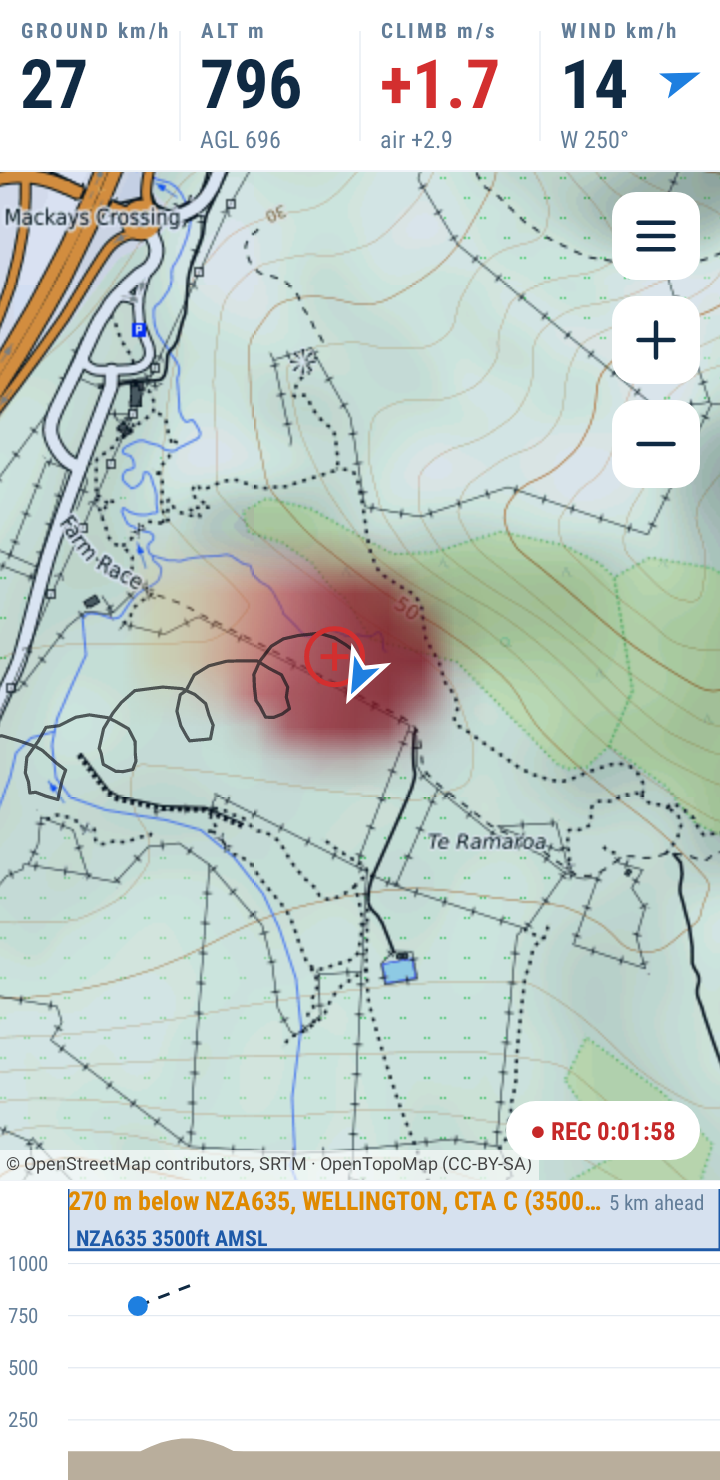 GROUND km/h
ALT m
CLIMB m/s
WIND km/h
27
796
+1.7
14
AGL 696
air +2.9
W 250°
Mackays Crossing
30
P
Farm Race
50
Te Ramaroa
REC 0:01:58
© OpenStreetMap contributors, SRTM · OpenTopoMap (CC-BY-SA)
270 m below NZA635, WELLINGTON, CTA C (3500… 5 km ahead
NZA635 3500ft AMSL
1000
750
500
250